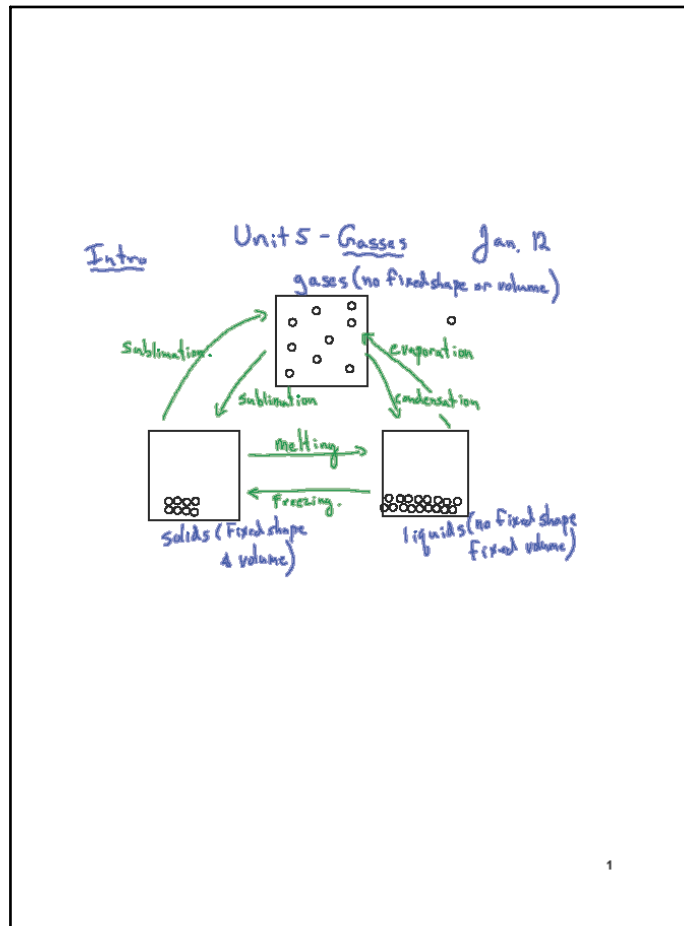 Intro
Unit 5 - Gasses
Jan. 12
gases (no fixed shape or volume)
sublimation.
evaporation
sublimation
condensation
melting
Freezing.
solids (Fixed shape
& volume)
liquids (no fixed shape
fixed volume)
1